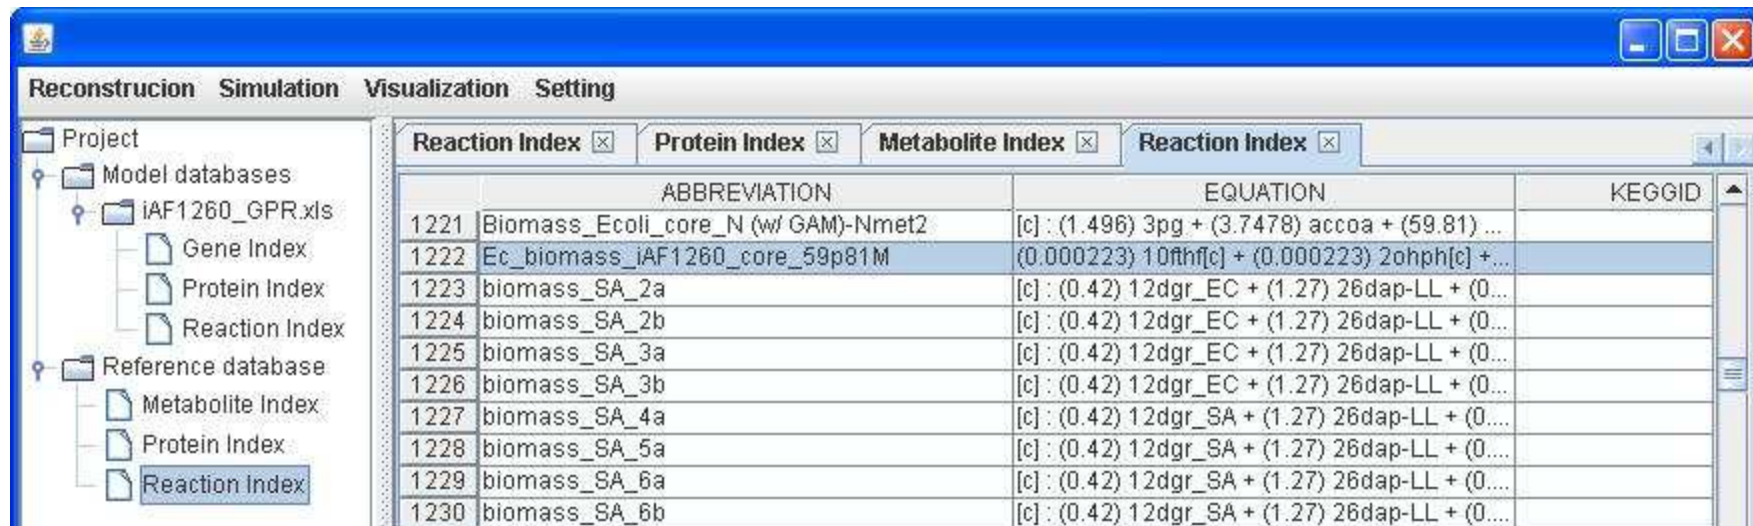 Reconstrucion Simulation Visualization Setting
Project
Model databases
iAF1260_GPR.xls
Gene Index
Protein Index
Reaction Index
Reference database
Metabolite Index
Protein Index
Reaction Index
Reaction Index Protein Index Metabolite Index Reaction Index
ABBREVIATION EQUATION KEGGID
1221 Biomass_Ecoli_core_N (w/ GAM)-Nmet2 [c] : (1.496) 3pg + (3.7478) accoa + (59.81) ...
1222 Ec_biomass_iAF1260_core_59p81M (0.000223) 10fthf[c] + (0.000223) 2ohph[c] +...
1223 biomass_SA_2a [c] : (0.42) 12dgr_EC + (1.27) 26dap-LL + (0...
1224 biomass_SA_2b [c] : (0.42) 12dgr_EC + (1.27) 26dap-LL + (0...
1225 biomass_SA_3a [c] : (0.42) 12dgr_EC + (1.27) 26dap-LL + (0...
1226 biomass_SA_3b [c] : (0.42) 12dgr_EC + (1.27) 26dap-LL + (0...
1227 biomass_SA_4a [c] : (0.42) 12dgr_SA + (1.27) 26dap-LL + (0....
1228 biomass_SA_5a [c] : (0.42) 12dgr_SA + (1.27) 26dap-LL + (0....
1229 biomass_SA_6a [c] : (0.42) 12dgr_SA + (1.27) 26dap-LL + (0....
1230 biomass_SA_6b [c] : (0.42) 12dgr_SA + (1.27) 26dap-LL + (0....